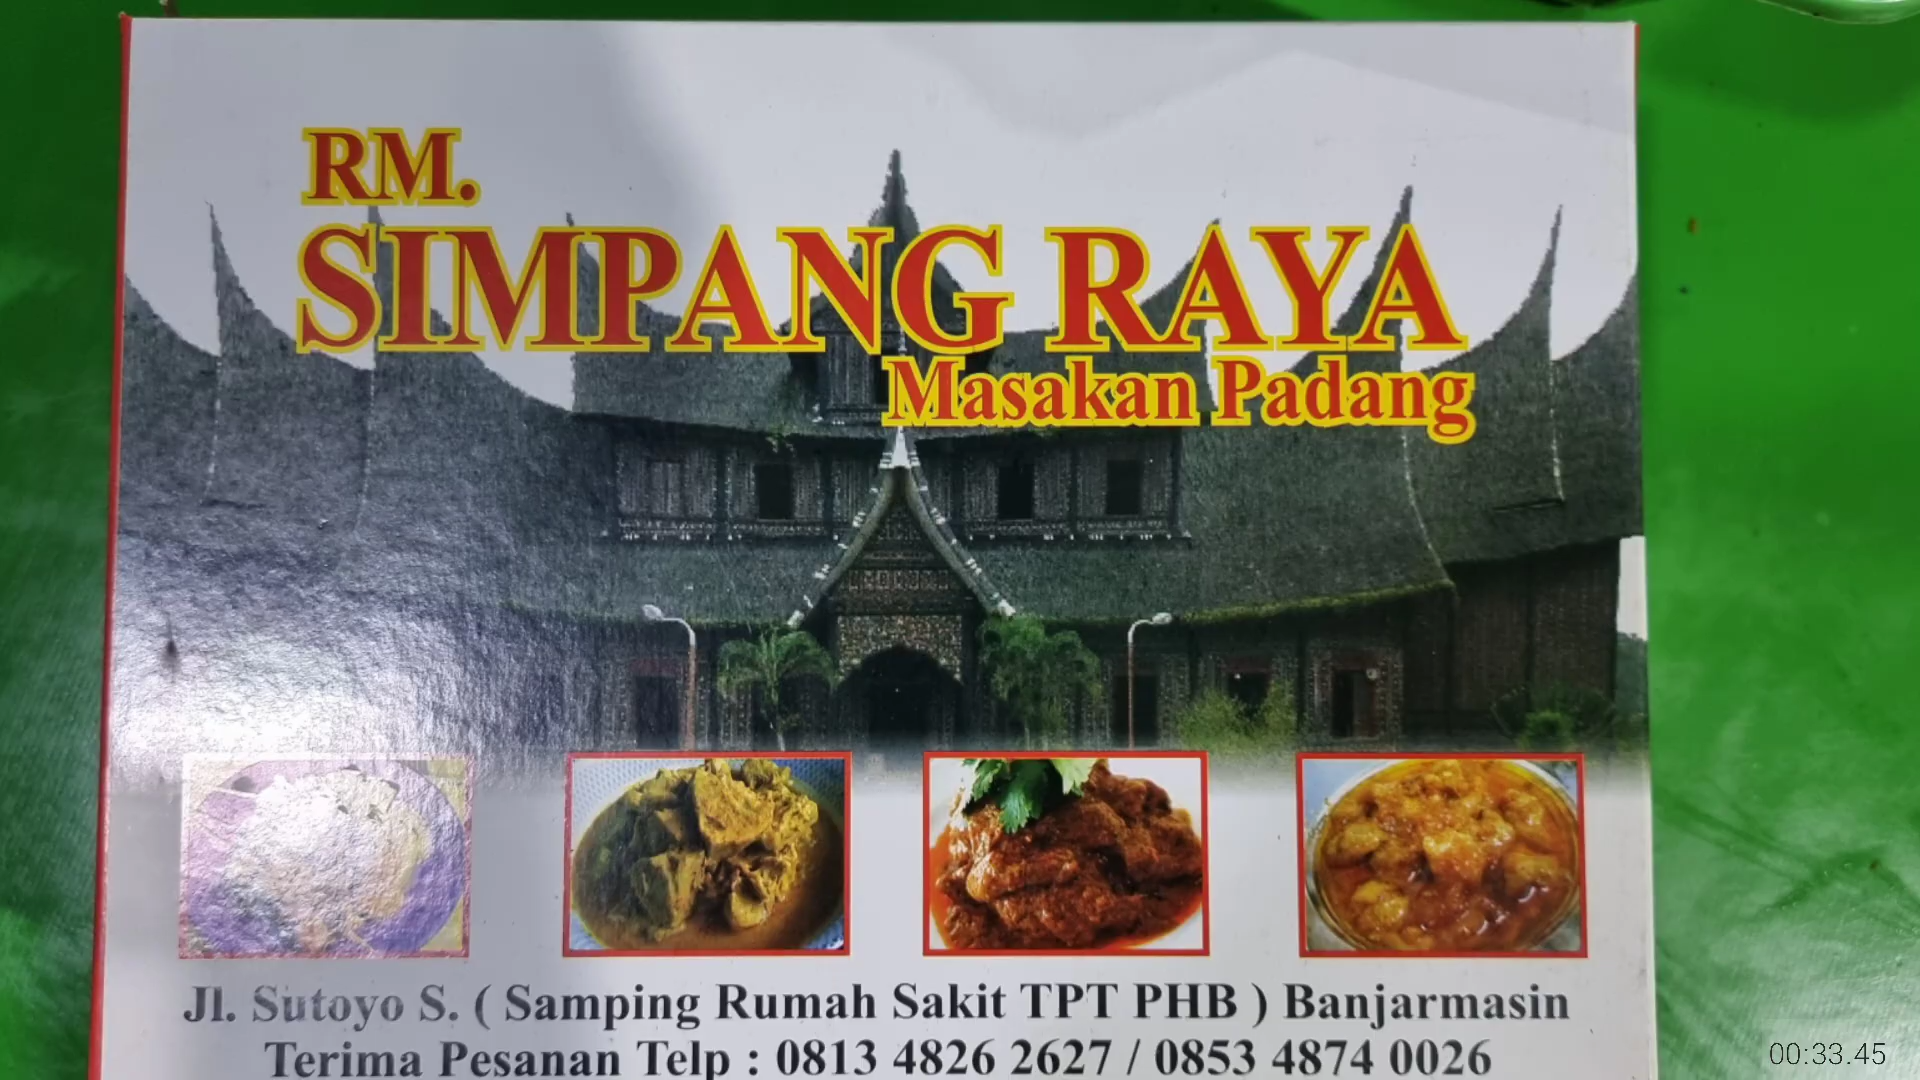 RM.
SIMPANG RAYA
Masakan Padang
Jl. Sutoyo S. ( Samping Rumah Sakit TPT PHB ) Banjarmasin
Terima Pesanan Telp : 0813 4826 2627 / 0853 4874 0026
00:33.45